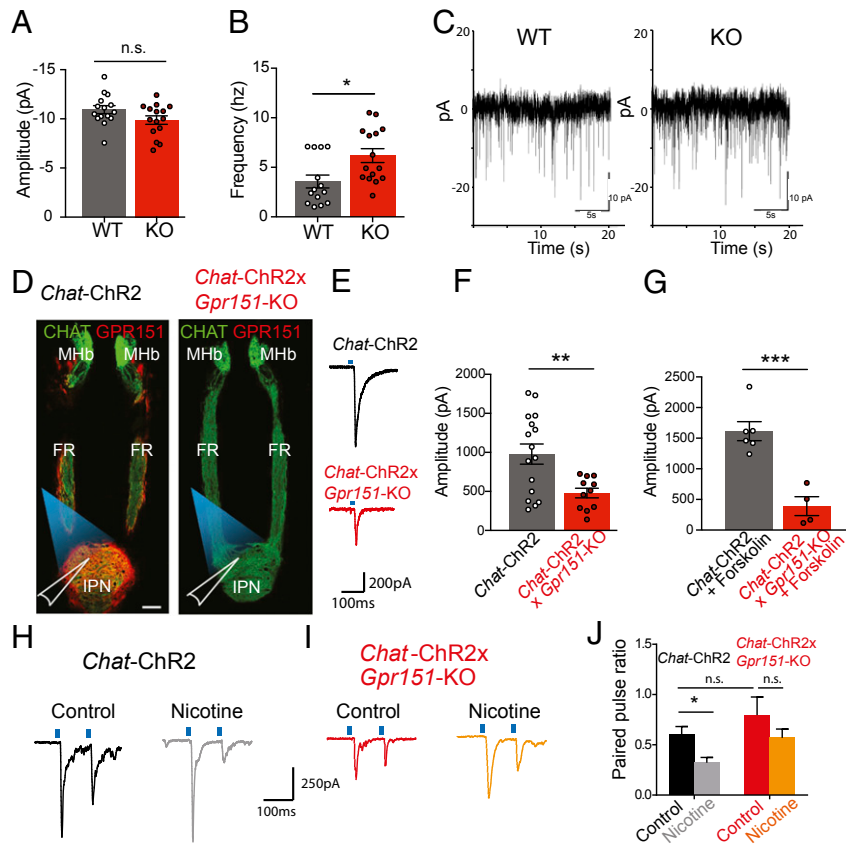 A
n.s.
Amplitude (pA)
-15
-10
-5
0
WT
KO
B
*
Frequency (hz)
15
10
5
0
WT
KO
C
WT
KO
pA
20
0
-20
10 pA
5s
0
10
20
Time (s)
pA
20
0
-20
10 pA
5s
0
10
20
Time (s)
D
Chat-ChR2
Chat-ChR2x
Gpr151-KO
CHAT GPR151
MHb
MHb
FR
FR
IPN
CHAT GPR151
MHb
MHb
FR
FR
IPN
E
Chat-ChR2
Chat-ChR2x
Gpr151-KO
200pA
100ms
F
**
Amplitude (pA)
2000
1500
1000
500
0
Chat-ChR2
Chat-ChR2
x Gpr151-KO
G
***
Amplitude (pA)
2500
2000
1500
1000
500
0
Chat-ChR2
+ Forskolin
Chat-ChR2
x Gpr151-KO
+ Forskolin
H
Chat-ChR2
Control
Nicotine
250pA
100ms
I
Chat-ChR2x
Gpr151-KO
Control
Nicotine
J
Paired pulse ratio
1.5
1.0
0.5
0.0
Chat-ChR2
Chat-ChR2x
Gpr151-KO
n.s.
n.s.
*
Control
Nicotine
Control
Nicotine